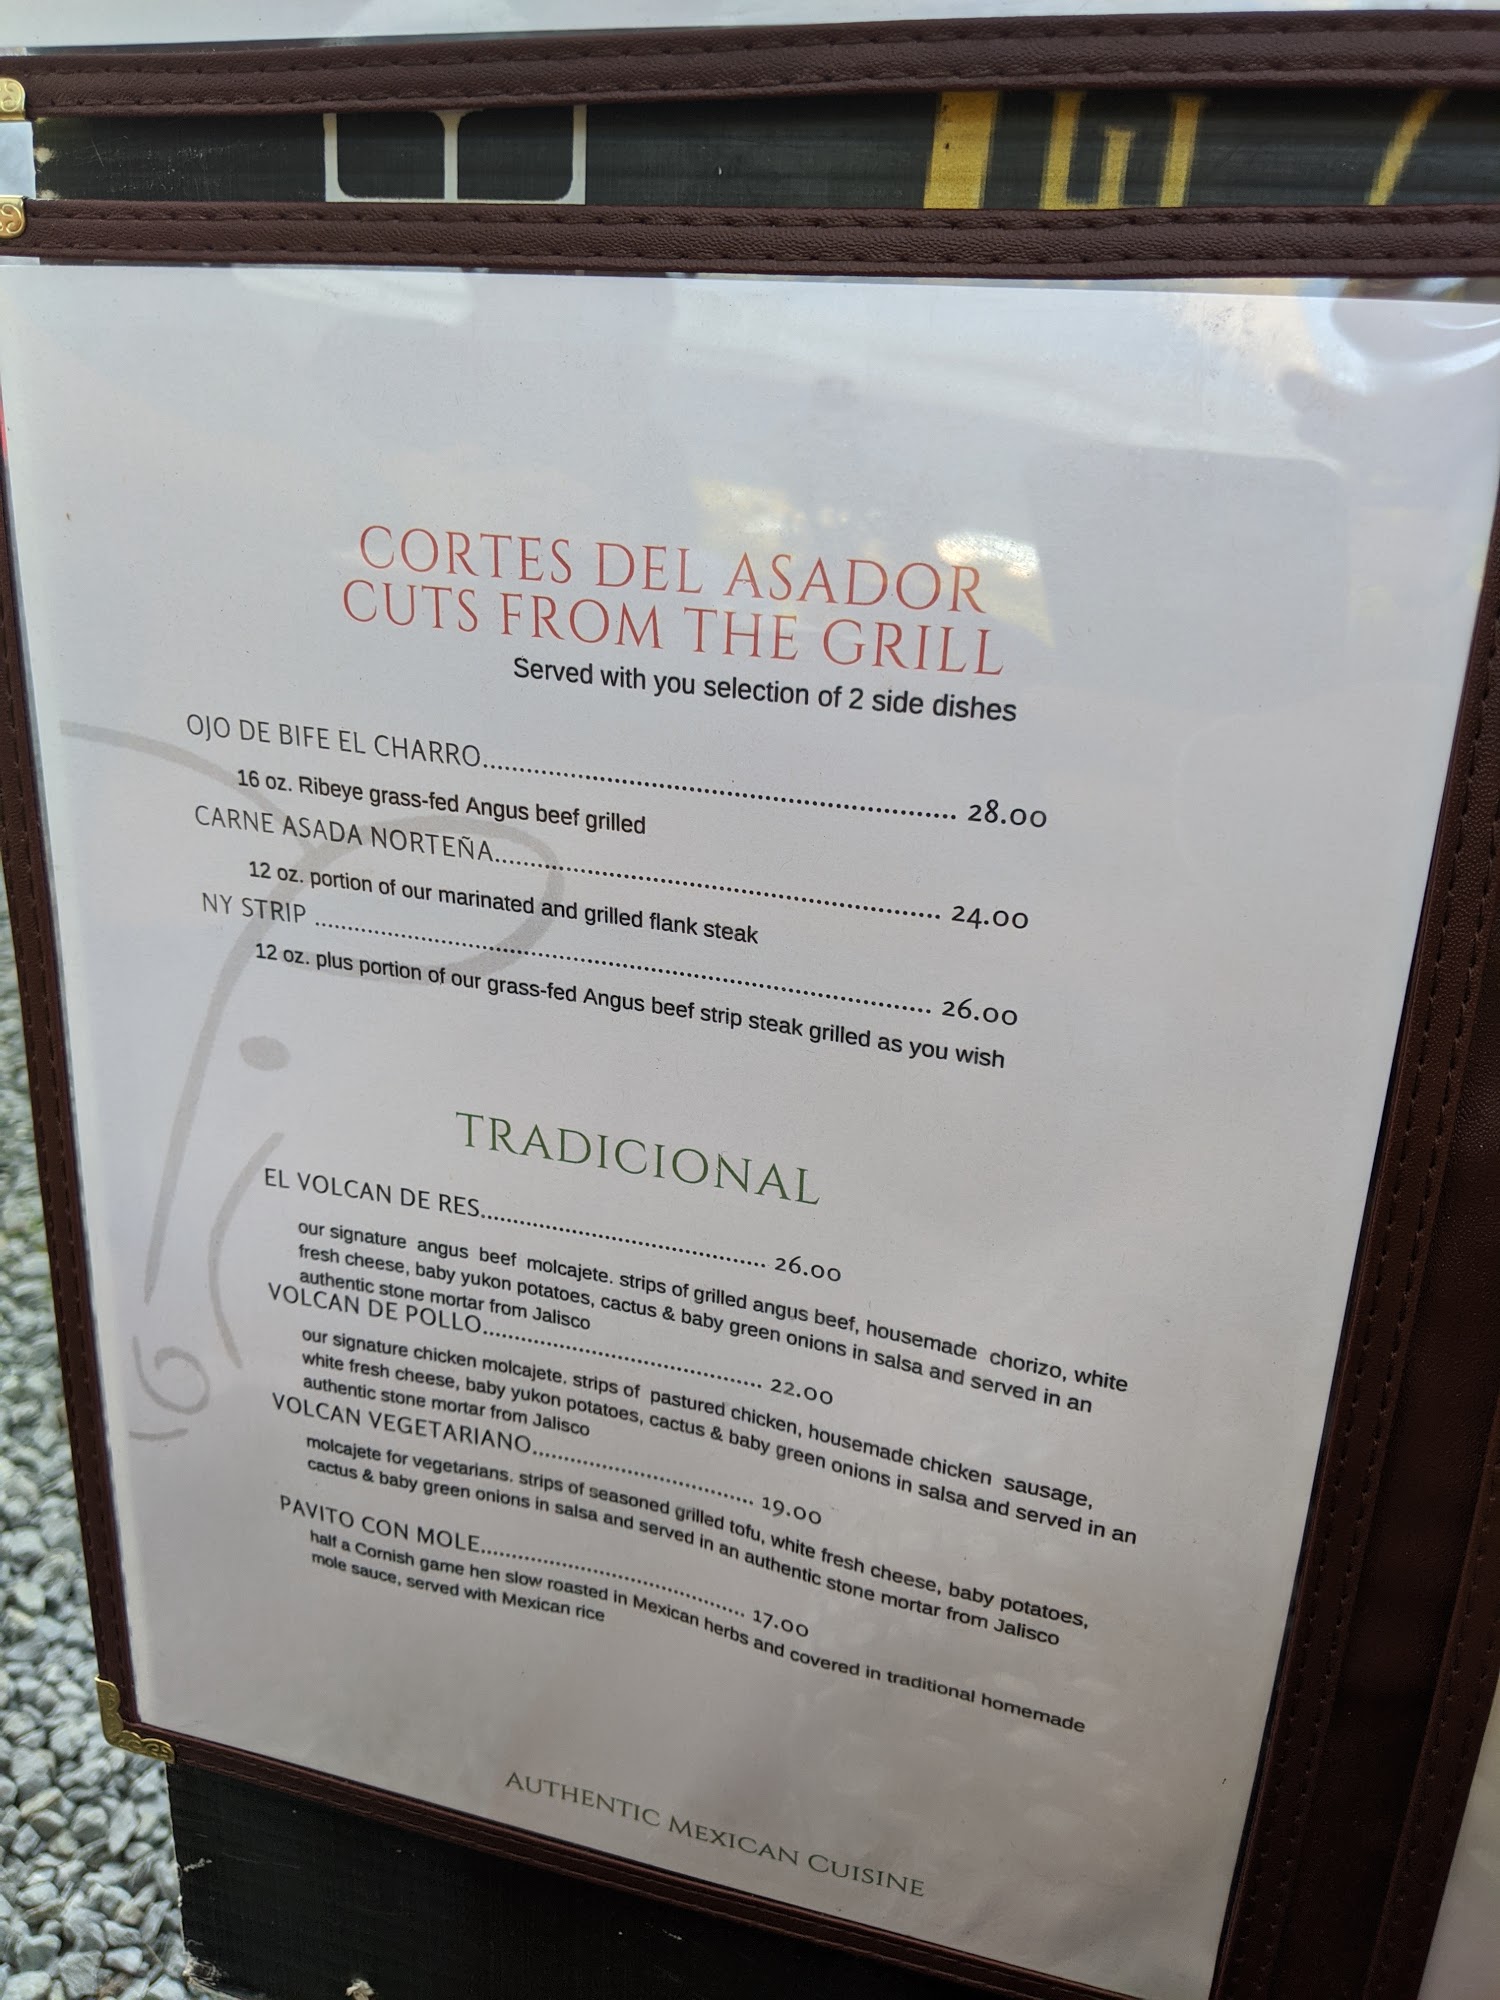 CORTES DEL ASADOR
CUTS FROM THE GRILL
Served with you selection of 2 side dishes
OJO DE BIFE EL CHARRO.......................................................... 28.00
16 oz. Ribeye grass-fed Angus beef grilled
CARNE ASADA NORTEÑA....................................................... 24.00
12 oz. portion of our marinated and grilled flank steak
NY STRIP .............................................................................. 26.00
12 oz. plus portion of our grass-fed Angus beef strip steak grilled as you wish
TRADICIONAL
EL VOLCAN DE RES...................................... 26.00
our signature angus beef molcajete. strips of grilled angus beef, housemade chorizo, white
fresh cheese, baby yukon potatoes, cactus & baby green onions in salsa and served in an
authentic stone mortar from Jalisco
VOLCAN DE POLLO..................................... 22.00
our signature chicken molcajete. strips of pastured chicken, housemade chicken sausage,
white fresh cheese, baby yukon potatoes, cactus & baby green onions in salsa and served in an
authentic stone mortar from Jalisco
VOLCAN VEGETARIANO............................. 19.00
molcajete for vegetarians. strips of seasoned grilled tofu, white fresh cheese, baby potatoes,
cactus & baby green onions in salsa and served in an authentic stone mortar from Jalisco
PAVITO CON MOLE................................... 17.00
half a Cornish game hen slow roasted in Mexican herbs and covered in traditional homemade
mole sauce, served with Mexican rice
AUTHENTIC MEXICAN CUISINE